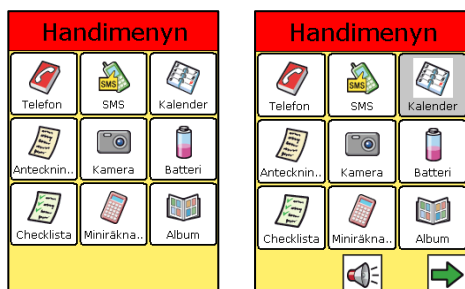 Handimenyn
Telefon SMS Kalender
Antecknin.. Kamera Batteri
Checklista Miniräkna.. Album
Handimenyn
Telefon SMS Kalender
Antecknin.. Kamera Batteri
Checklista Miniräkna.. Album